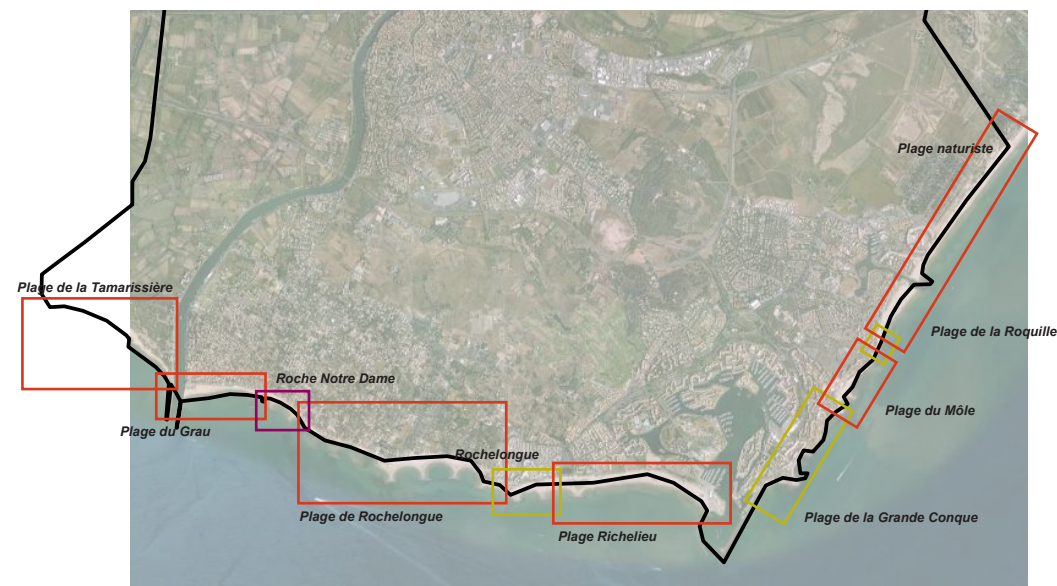 Plage naturiste
Plage de la Tamarissière
Plage de la Roquille
Roche Notre Dame
Plage du Môle
Plage du Grau
Rochelongue
Plage de Rochelongue
Plage de la Grande Conque
Plage Richelieu